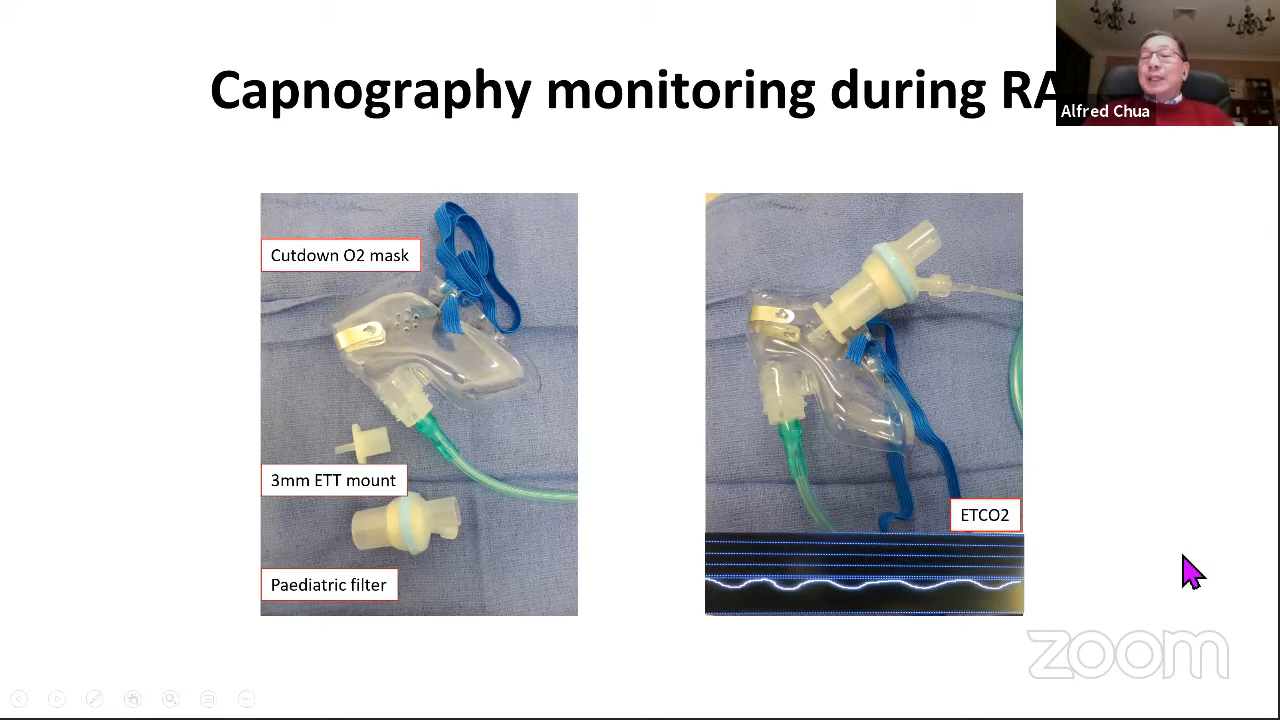 Capnography monitoring during RA
Alfred Chua
Cutdown O2 mask
3mm ETT mount
Paediatric filter
ETCO2
zoom